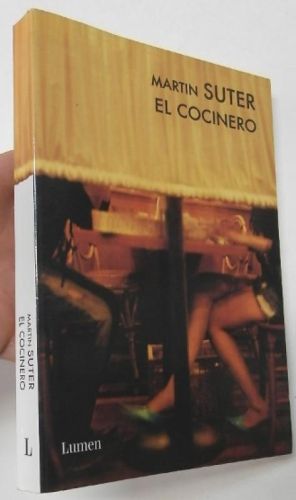 MARTIN SUTER
EL COCINERO
MARTIN SUTER
EL COCINERO
L
Lumen